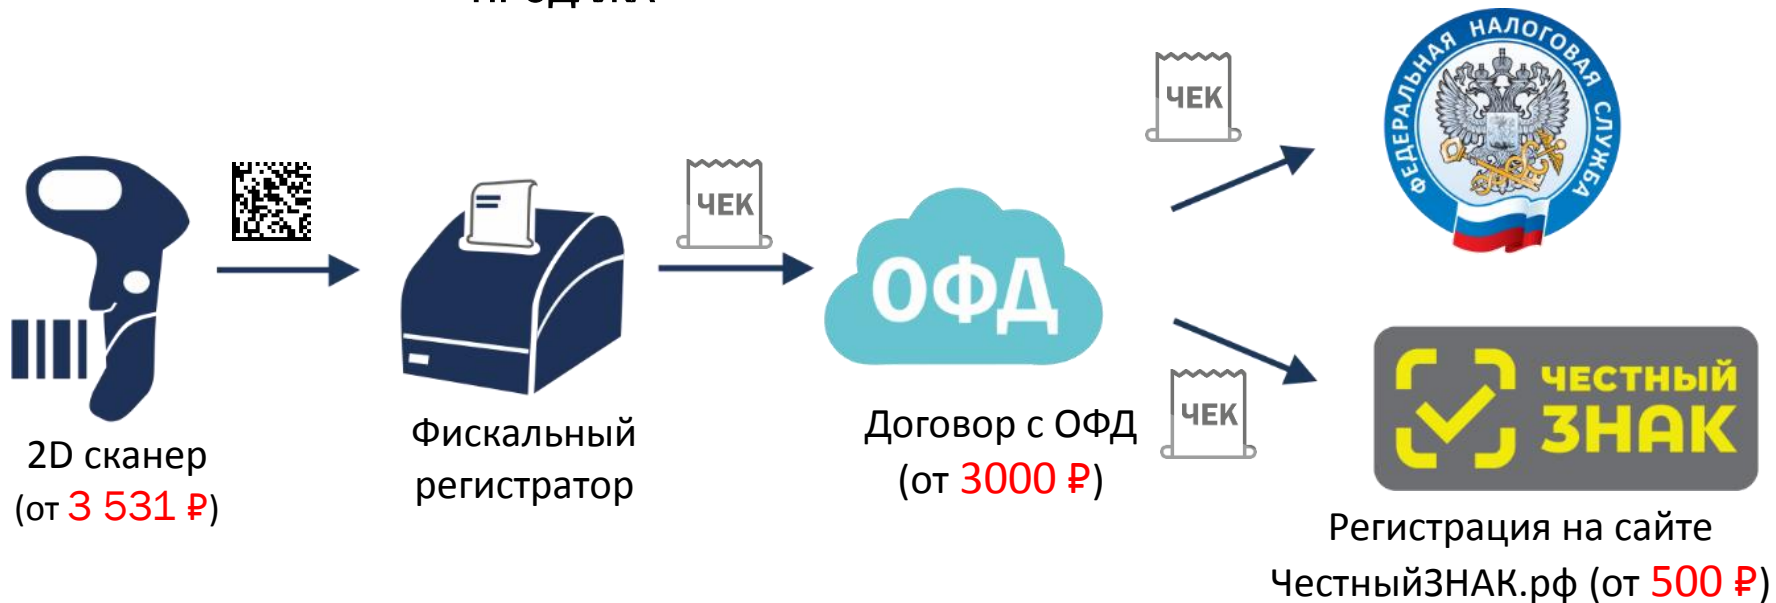 ЧЕК
ФЕДЕРАЛЬНАЯ НАЛОГОВАЯ СЛУЖБА
ЧЕК
ОФД
ЧЕК
ЧЕСТНЫЙ
ЗНАК
2D сканер
(от 3 531 ₽)
Фискальный
регистратор
Договор с ОФД
(от 3000 ₽)
Регистрация на сайте
ЧестныйЗНАК.рф (от 500 ₽)